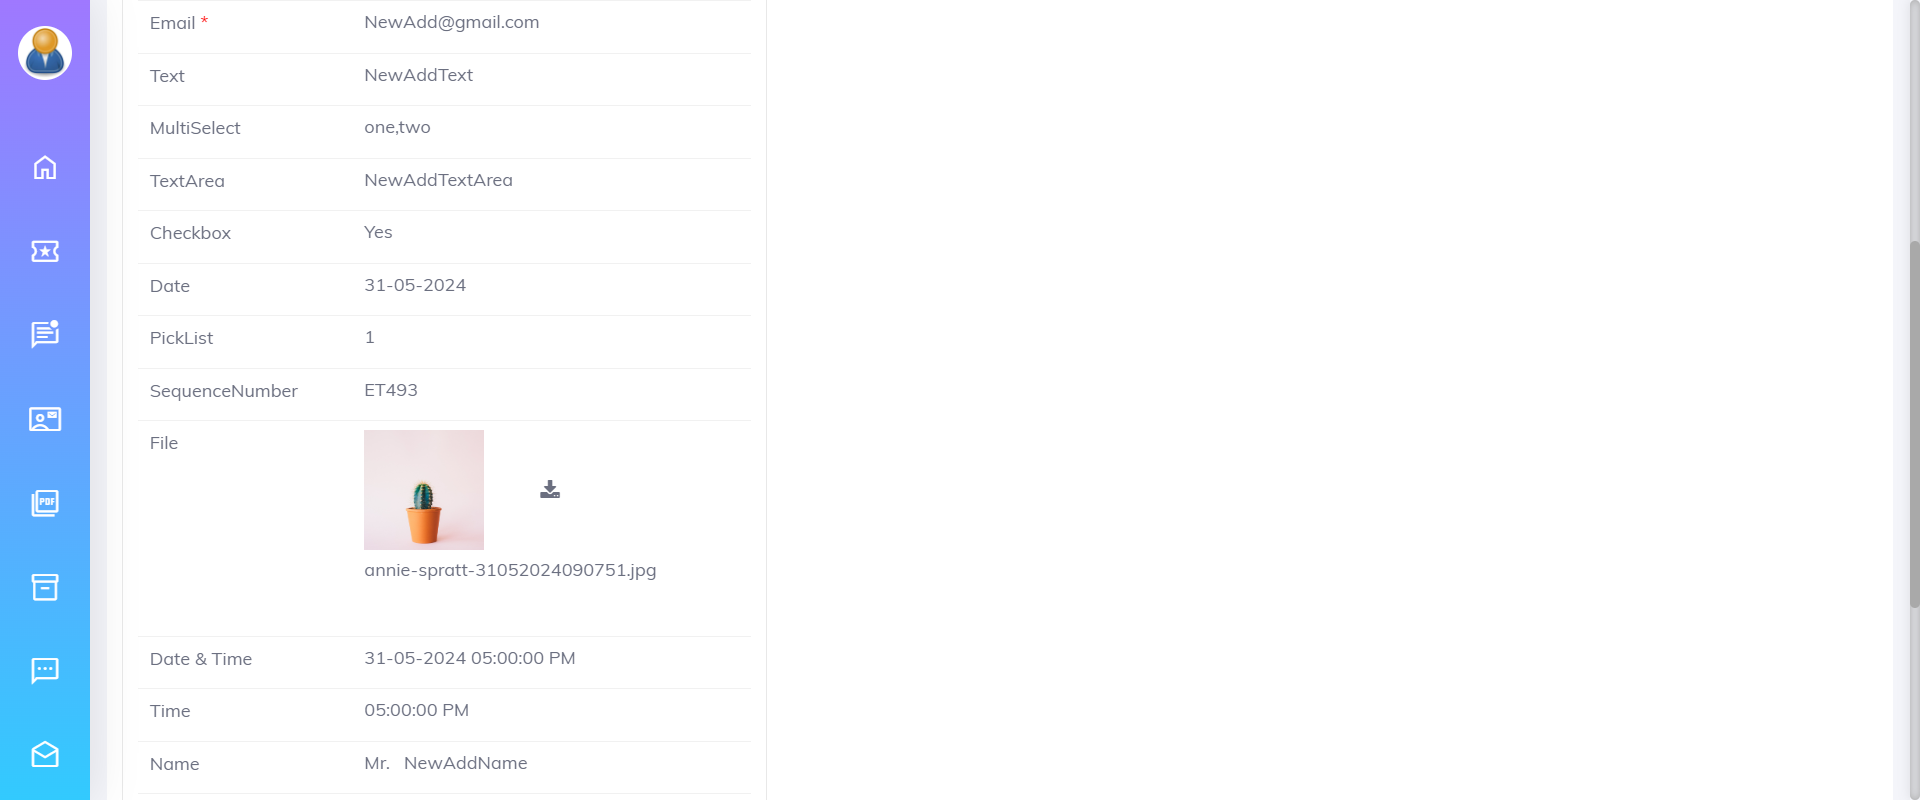 Email * NewAdd@gmail.com
Text NewAddText
MultiSelect one,two
TextArea NewAddTextArea
Checkbox Yes
Date 31-05-2024
PickList 1
SequenceNumber ET493
File
annie-spratt-31052024090751.jpg
Date & Time 31-05-2024 05:00:00 PM
Time 05:00:00 PM
Name Mr. NewAddName
PDF